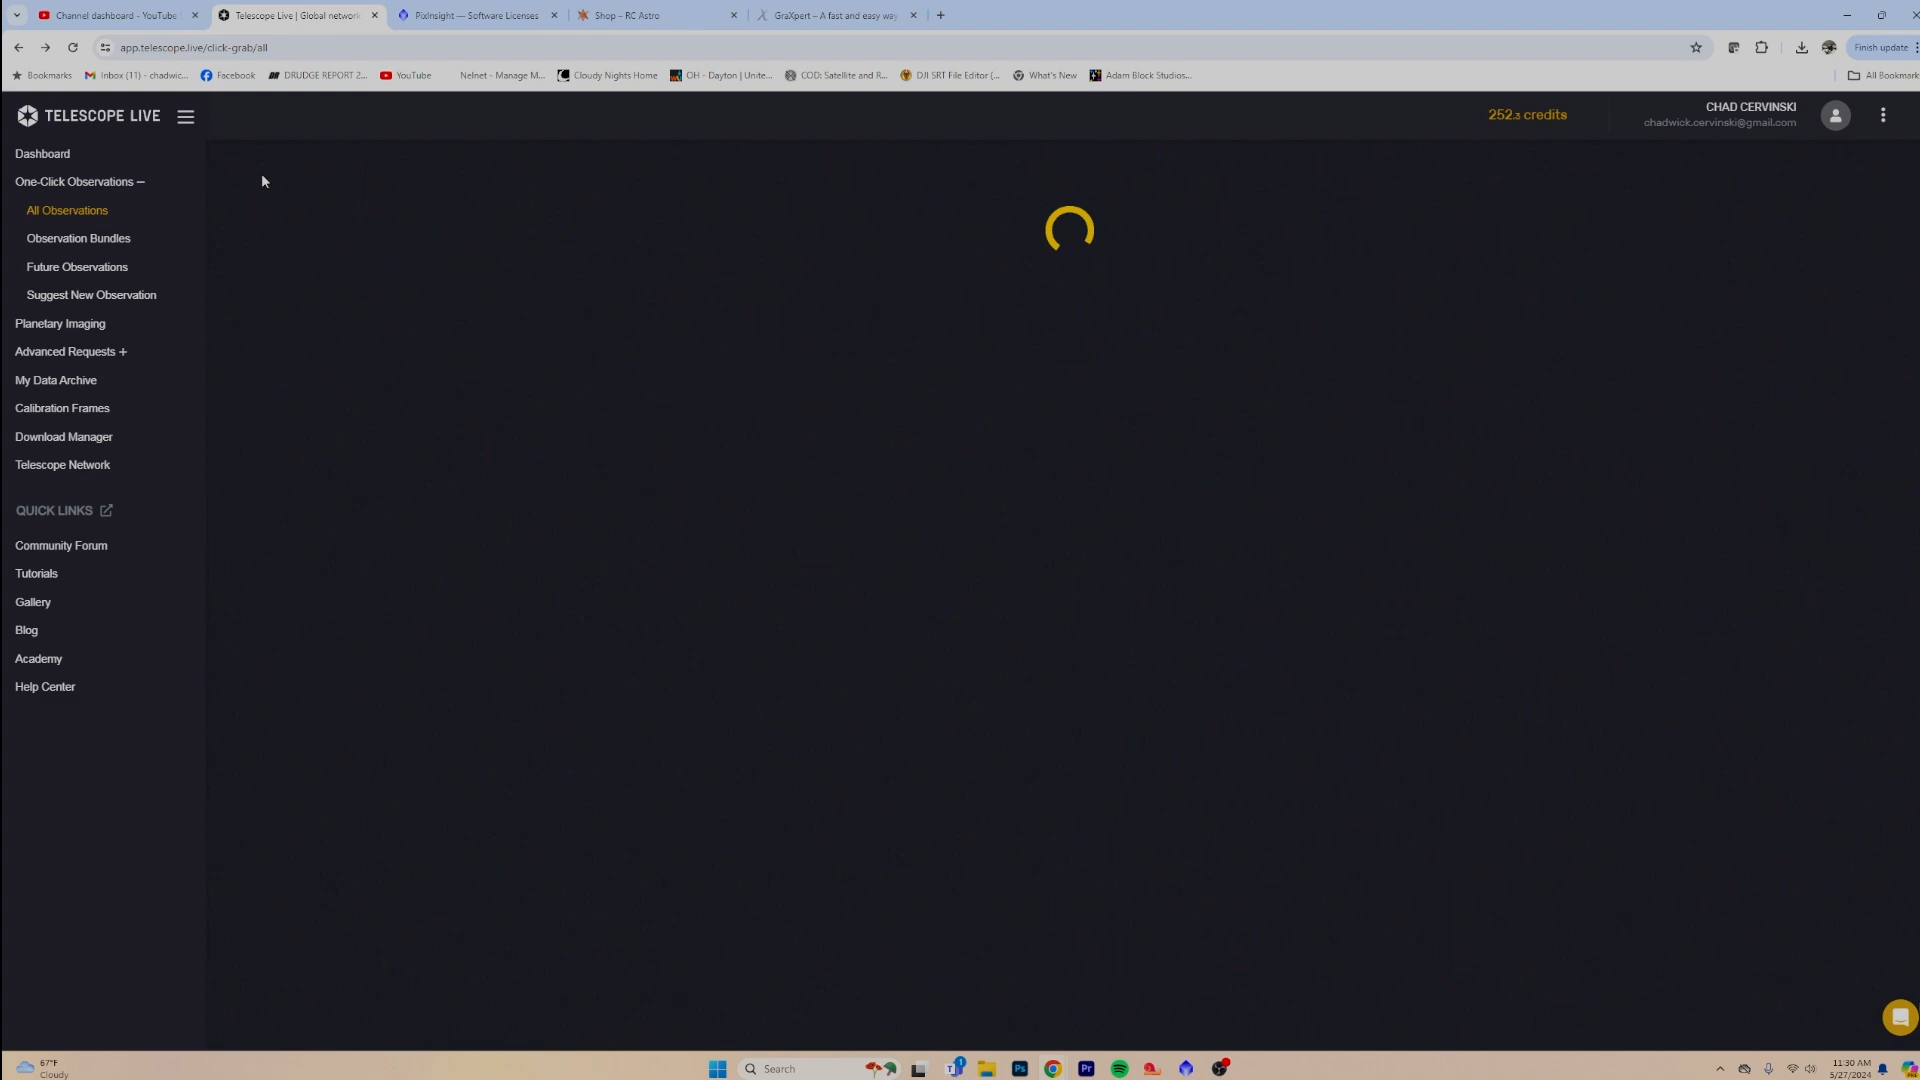 Channel dashboard - YouTube
Telescope Live | Global network
PixInsight — Software Licenses
Shop – RC Astro
GraXpert – A fast and easy way
app.telescope.live/click-grab/all
Finish update
Bookmarks
Inbox (11) - chadwic...
Facebook
DRUDGE REPORT 2...
YouTube
Nelnet - Manage M...
Cloudy Nights Home
OH - Dayton | Unite...
COD: Satellite and R...
DJI SRT File Editor (...
What's New
Adam Block Studios...
All Bookmark
TELESCOPE LIVE
252.3 credits
CHAD CERVINSKI
chadwick.cervinski@gmail.com
Dashboard
One-Click Observations –
All Observations
Observation Bundles
Future Observations
Suggest New Observation
Planetary Imaging
Advanced Requests +
My Data Archive
Calibration Frames
Download Manager
Telescope Network
QUICK LINKS
Community Forum
Tutorials
Gallery
Blog
Academy
Help Center
67°F
Cloudy
Search
1
Ps
Pr
11:30 AM
5/27/2024